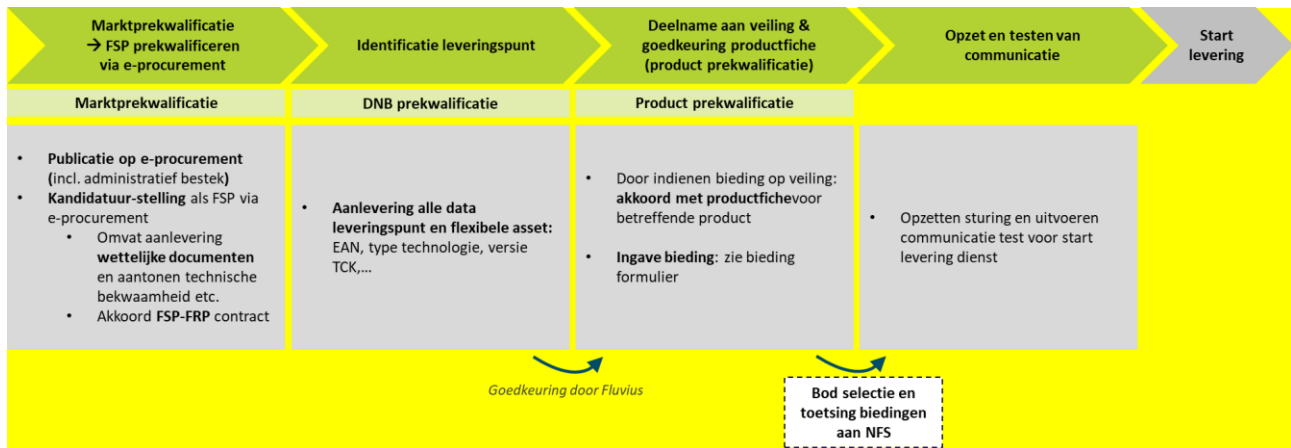 Marktprekwalificatie
→ FSP prekwalificeren
via e-procurement
Identificatie leveringspunt
Deelname aan veiling &
goedkeuring productfiche
(product prekwalificatie)
Opzet en testen van
communicatie
Start
levering
Marktprekwalificatie
DNB prekwalificatie
Product prekwalificatie
• Publicatie op e-procurement
(incl. administratief bestek)
• Kandidatuur-stelling als FSP via
e-procurement
• Omvat aanlevering
wettelijke documenten
en aantonen technische
bekwaamheid etc.
• Akkoord FSP-FRP contract
• Aanlevering alle data
leveringspunt en flexibele asset:
EAN, type technologie, versie
TCK,...
• Door indienen bieding op veiling:
akkoord met productfichevoor
betreffende product
• Ingave bieding: zie bieding
formulier
• Opzetten sturing en uitvoeren
communicatie test voor start
levering dienst
Goedkeuring door Fluvius
Bod selectie en
toetsing biedingen
aan NFS